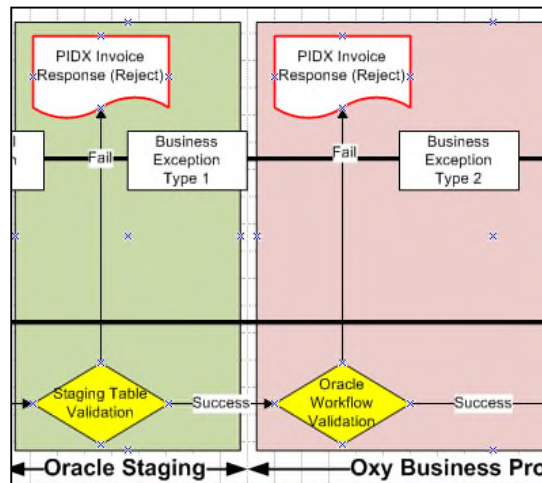 PIDX Invoice
Response (Reject)
PIDX Invoice
Response (Reject)
Fail
Business
Exception
Type 1
Fail
Business
Exception
Type 2
Staging Table
Validation
Success
Oracle
Workflow
Validation
Success
Oracle Staging
Oxy Business Pro